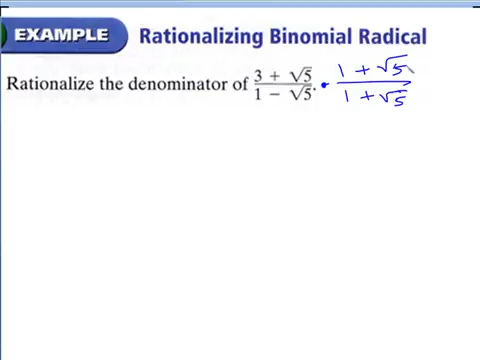 EXAMPLE Rationalizing Binomial Radical
Rationalize the denominator of (3 + √5)/(1 − √5). • (1 + √5)/(1 + √5)